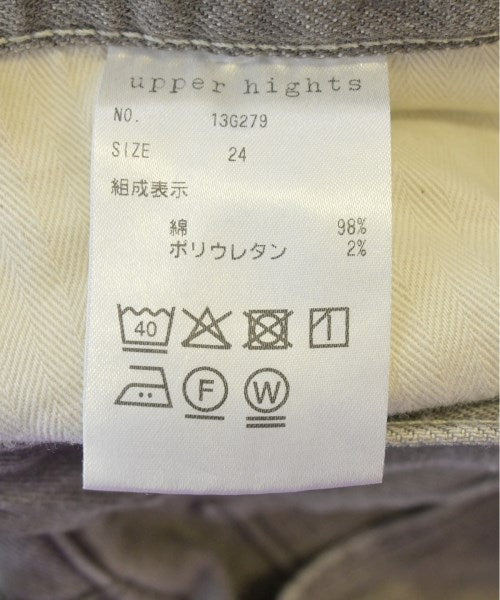 upper hights
NO. 13G279
SIZE 24
組成表示
綿 98%
ポリウレタン 2%
40
F W